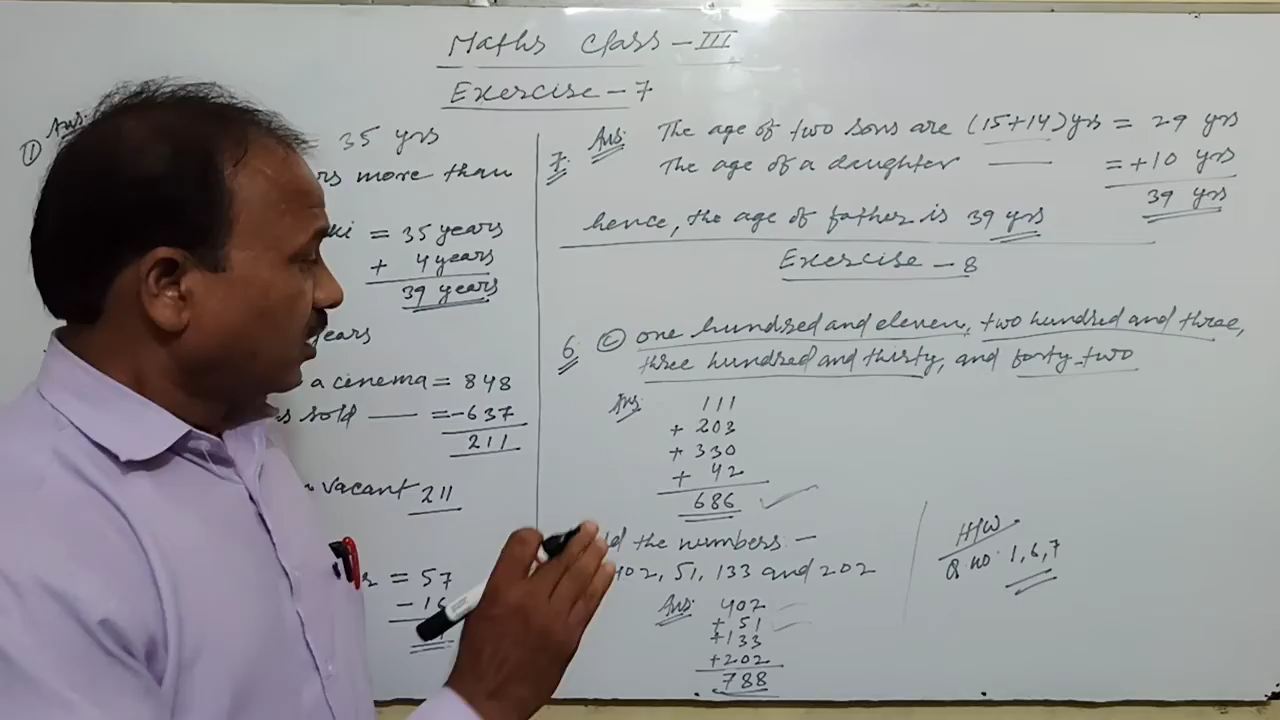 Maths Class - III
Exercise - 7
① Ans:
35 yrs
rs more than
= 35 years
+ 4 years
39 years
years
a cinema = 848
sold —— = -637
211
vacant 211
= 57
- 16
7. Ans: The age of two sons are (15+14) yrs = 29 yrs
The age of a daughter —— = +10 yrs
39 yrs
hence, the age of father is 39 yrs
Exercise - 8
6. © one hundred and eleven, two hundred and three,
three hundred and thirty, and forty two
Ans: 111
+ 203
+ 330
+ 42
686 ✓
the numbers —
402, 51, 133 and 202
Ans: 402
+ 51
+133
+202
788
H/W
Q no. 1, 6, 7